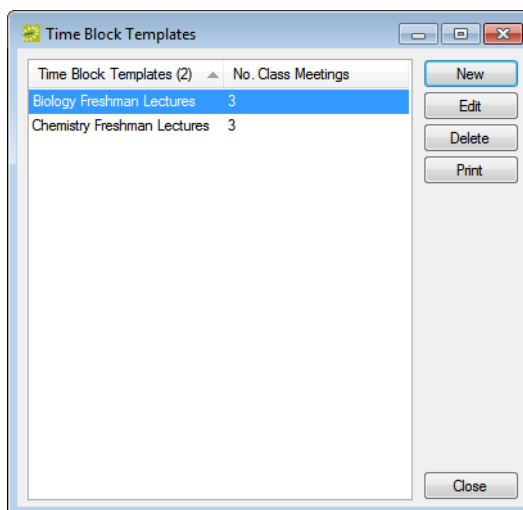 Time Block Templates
Time Block Templates (2) No. Class Meetings
Biology Freshman Lectures 3
Chemistry Freshman Lectures 3
New
Edit
Delete
Print
Close